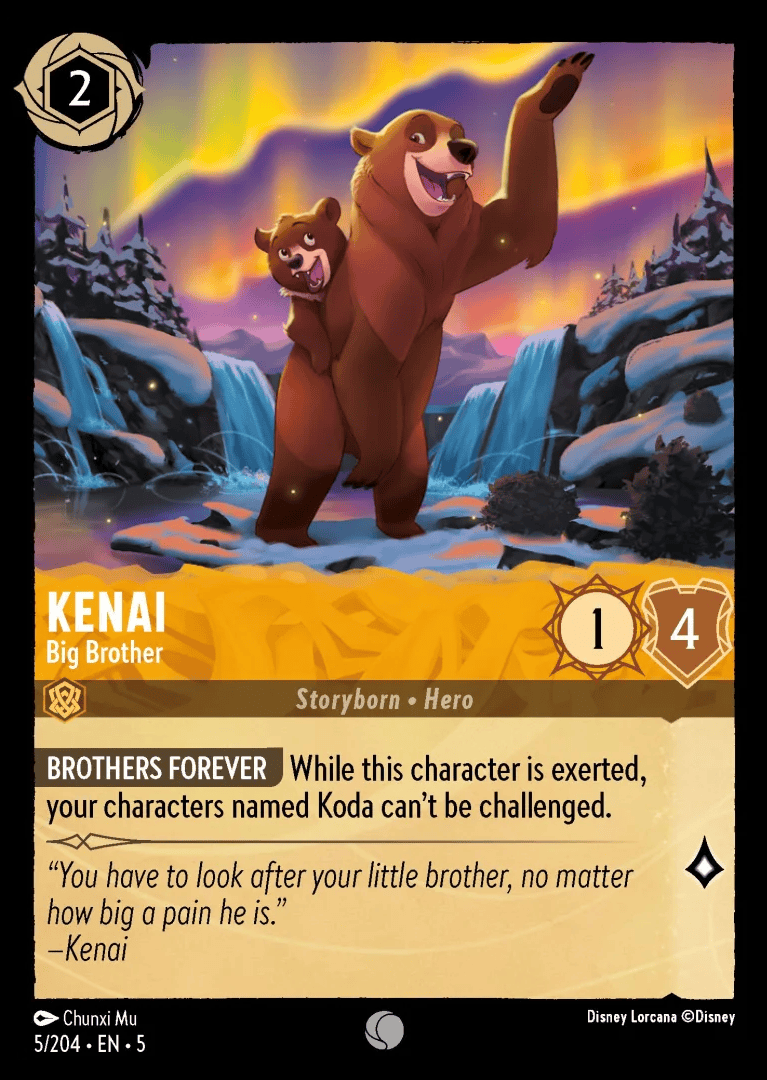 2
KENAI
Big Brother
1
4
Storyborn • Hero
BROTHERS FOREVER While this character is exerted,
your characters named Koda can't be challenged.
“You have to look after your little brother, no matter
how big a pain he is.”
–Kenai
Chunxi Mu
Disney Lorcana ©Disney
5/204 • EN • 5